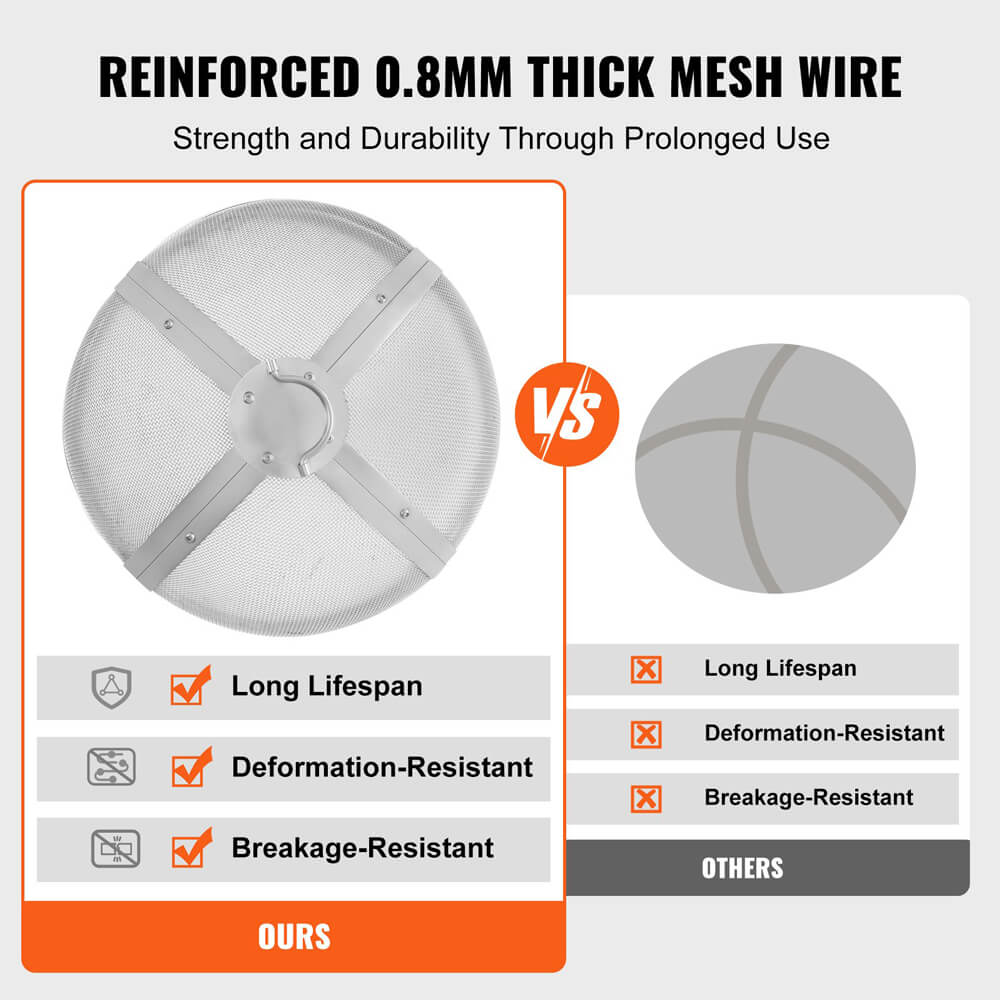 REINFORCED 0.8MM THICK MESH WIRE
Strength and Durability Through Prolonged Use
VS
Long Lifespan
Deformation-Resistant
Breakage-Resistant
OURS
Long Lifespan
Deformation-Resistant
Breakage-Resistant
OTHERS